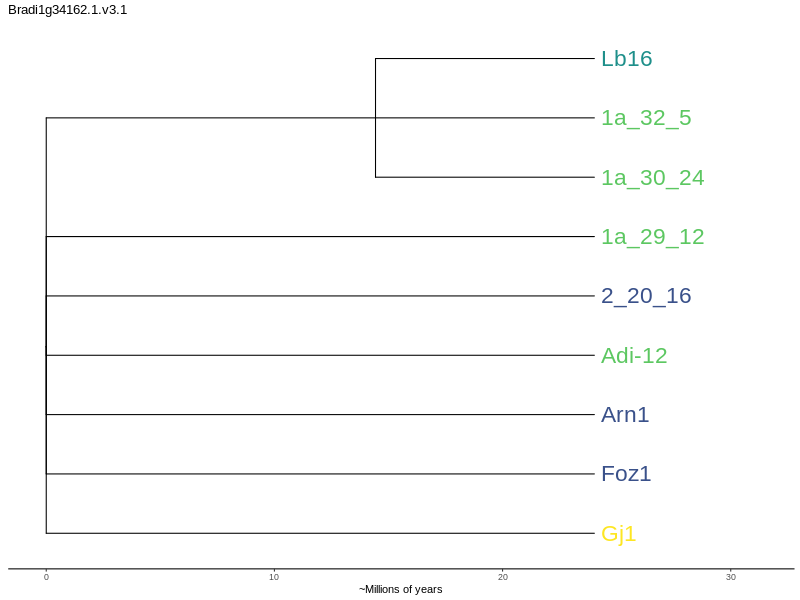 Bradi1g34162.1.v3.1
Lb16
1a_32_5
1a_30_24
1a_29_12
2_20_16
Adi-12
Arn1
Foz1
Gj1
0 10 20 30
~Millions of years